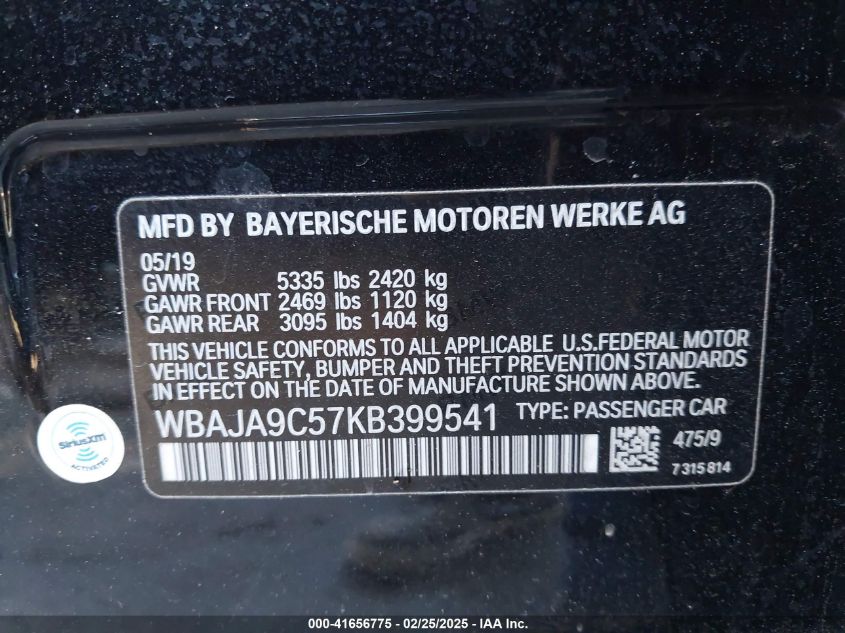 MFD BY BAYERISCHE MOTOREN WERKE AG
05/19
GVWR 5335 lbs 2420 kg
GAWR FRONT 2469 lbs 1120 kg
GAWR REAR 3095 lbs 1404 kg
THIS VEHICLE CONFORMS TO ALL APPLICABLE U.S.FEDERAL MOTOR
VEHICLE SAFETY, BUMPER AND THEFT PREVENTION STANDARDS
IN EFFECT ON THE DATE OF MANUFACTURE SHOWN ABOVE.
WBAJA9C57KB399541 TYPE: PASSENGER CAR
475/9
7315814
SiriusXM
ACTIVATED
000-41656775 - 02/25/2025 - IAA Inc.